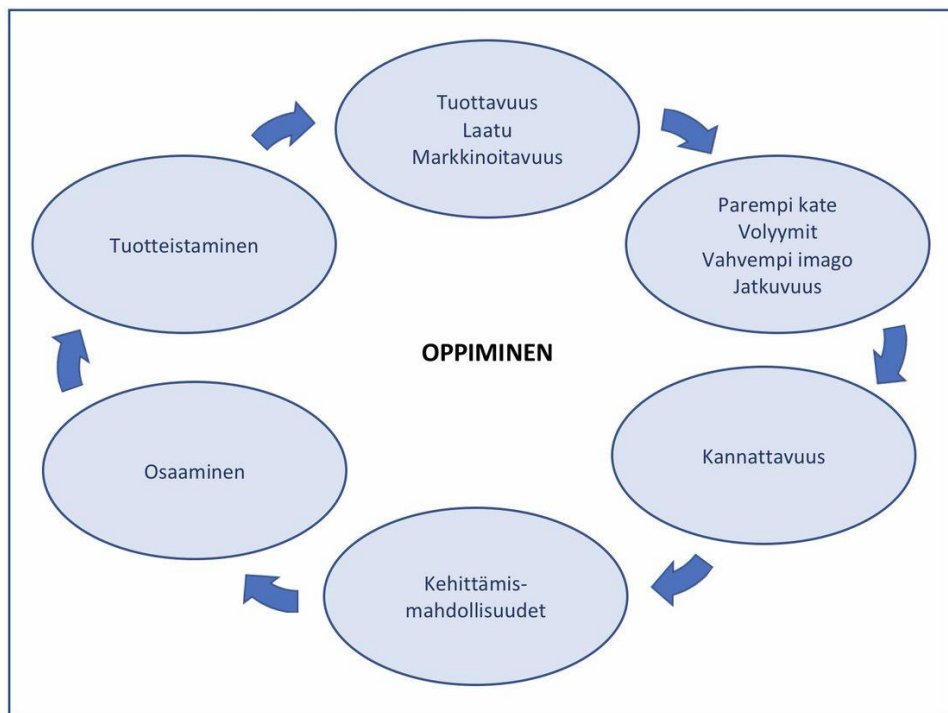 Tuottavuus
Laatu
Markkinoitavuus
Parempi kate
Volyymit
Vahvempi imago
Jatkuvuus
Kannattavuus
Kehittämis-
mahdollisuudet
Osaaminen
Tuotteistaminen
OPPIMINEN